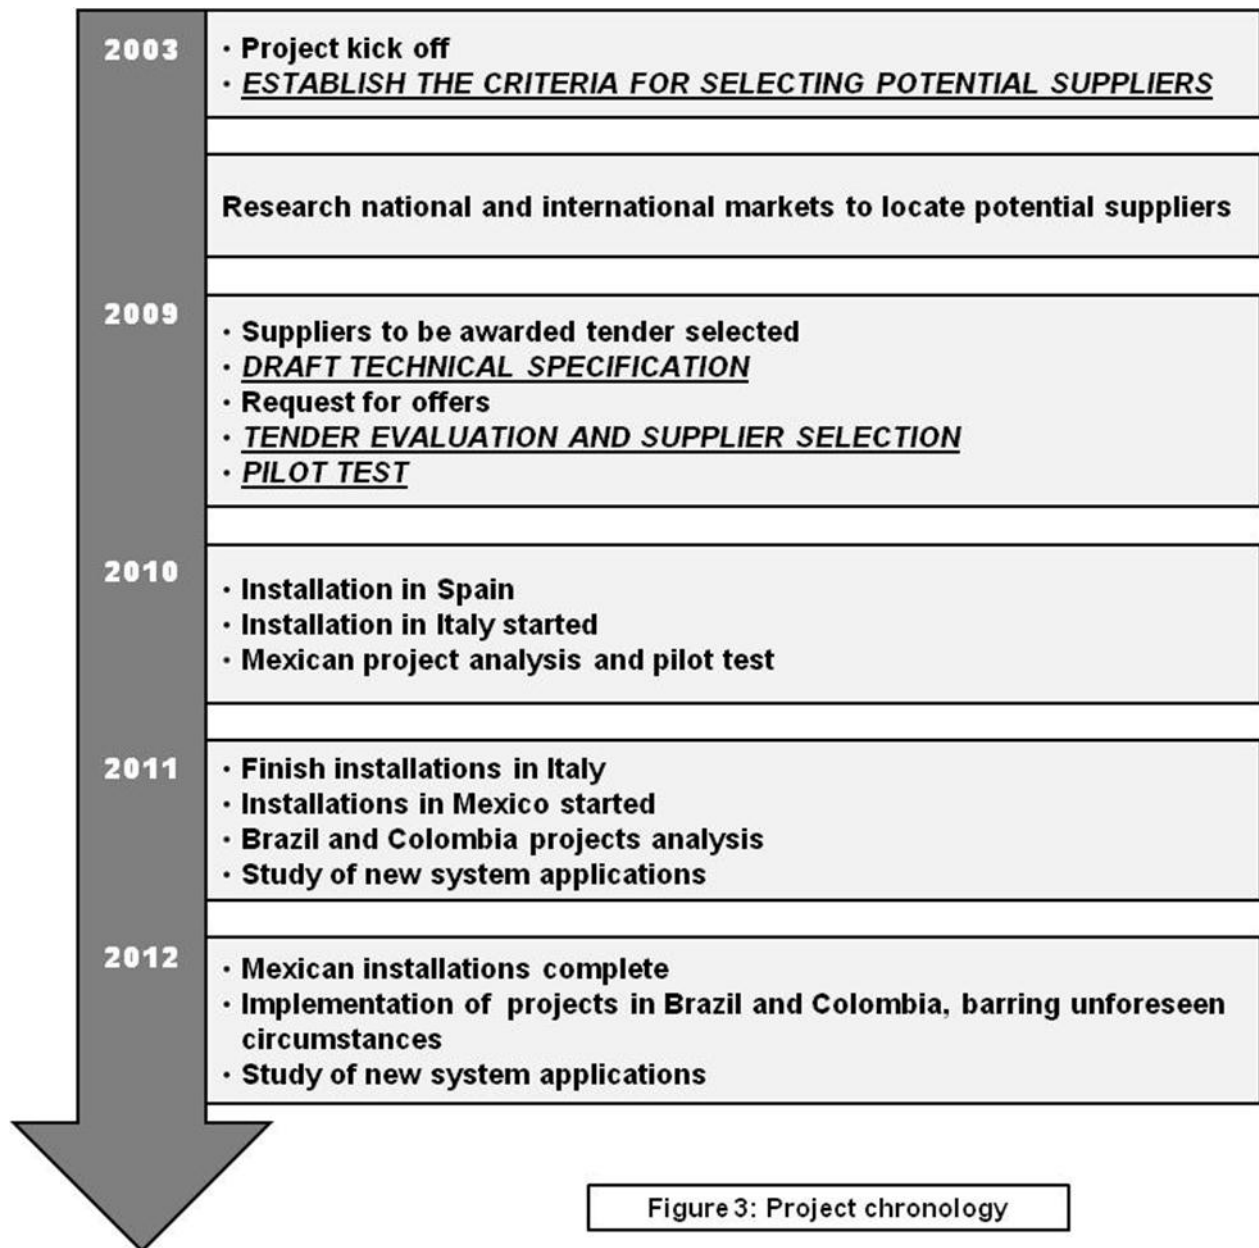 2003
· Project kick off
· ESTABLISH THE CRITERIA FOR SELECTING POTENTIAL SUPPLIERS
Research national and international markets to locate potential suppliers
2009
· Suppliers to be awarded tender selected
· DRAFT TECHNICAL SPECIFICATION
· Request for offers
· TENDER EVALUATION AND SUPPLIER SELECTION
· PILOT TEST
2010
· Installation in Spain
· Installation in Italy started
· Mexican project analysis and pilot test
2011
· Finish installations in Italy
· Installations in Mexico started
· Brazil and Colombia projects analysis
· Study of new system applications
2012
· Mexican installations complete
· Implementation of projects in Brazil and Colombia, barring unforeseen
circumstances
· Study of new system applications
Figure 3: Project chronology